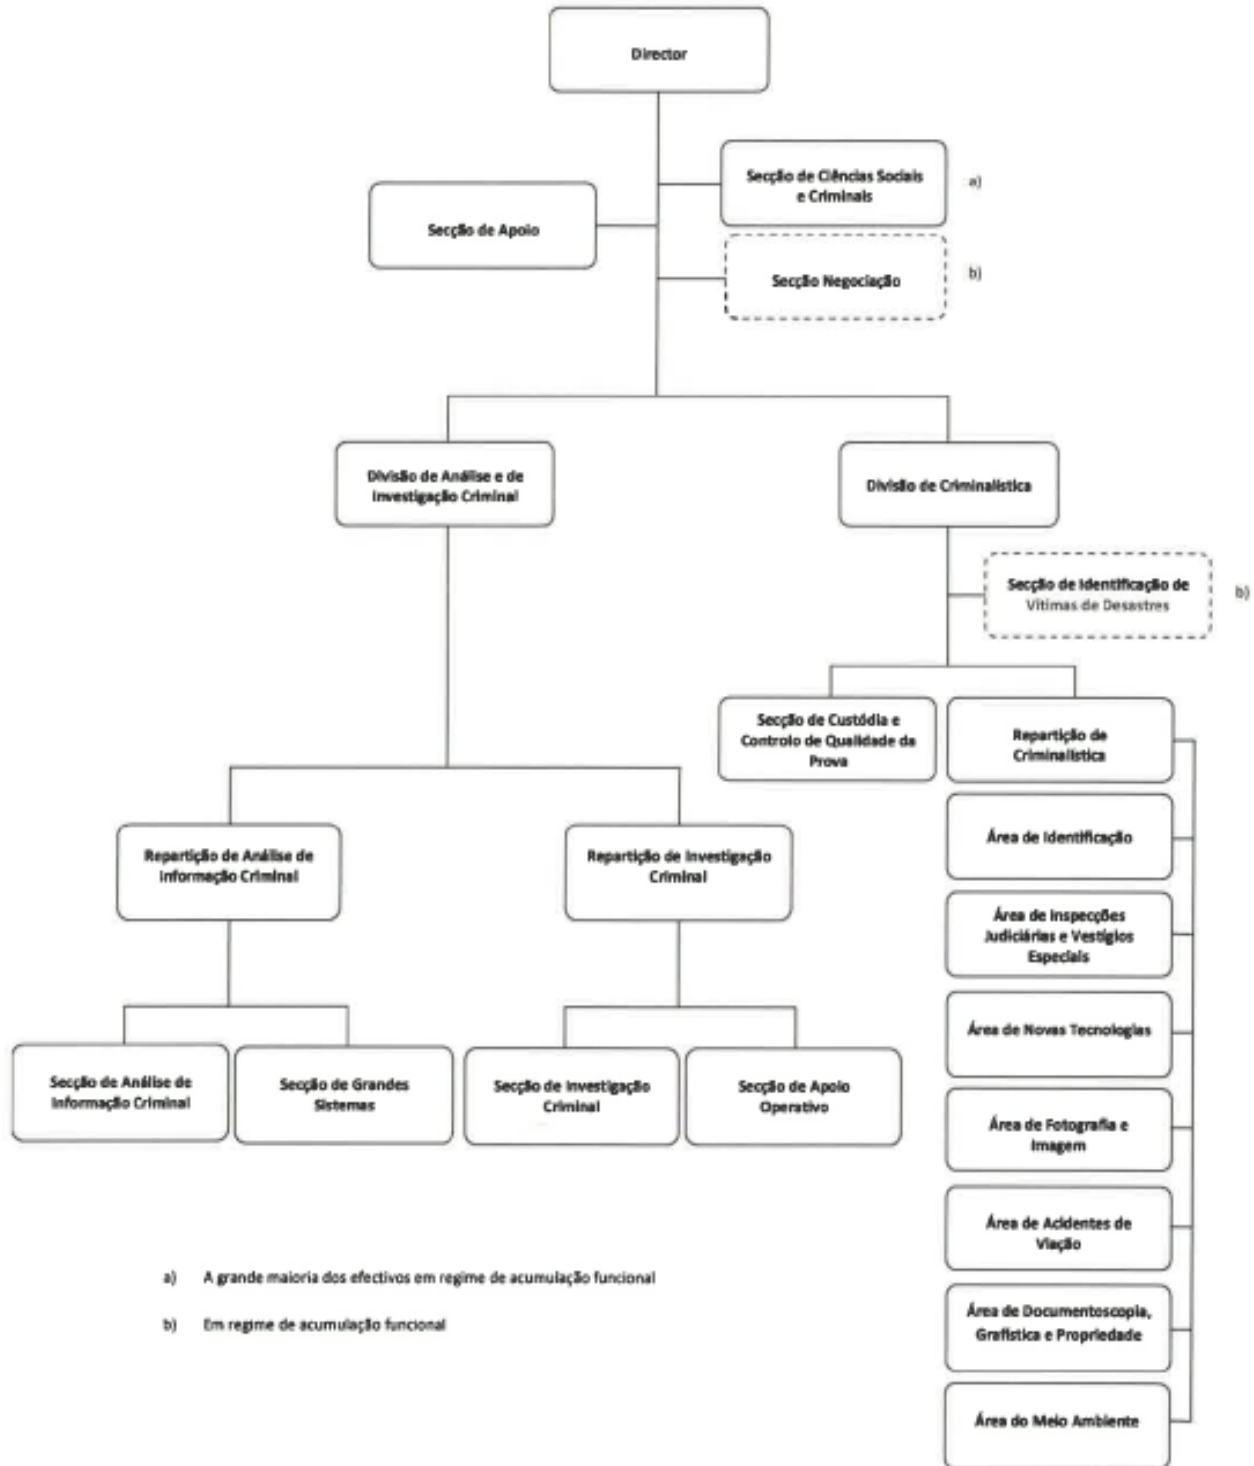 Director
Secção de Ciências Sociais
e Criminais
a)
Secção de Apoio
Secção Negociação
b)
Divisão de Análise e de
Investigação Criminal
Divisão de Criminalística
Secção de Identificação de
Vítimas de Desastres
b)
Secção de Custódia e
Controlo de Qualidade da
Prova
Repartição de
Criminalística
Área de Identificação
Repartição de Análise de
Informação Criminal
Repartição de Investigação
Criminal
Área de Inspecções
Judiciárias e Vestígios
Especiais
Área de Novas Tecnologias
Secção de Análise de
Informação Criminal
Secção de Grandes
Sistemas
Secção de Investigação
Criminal
Secção de Apoio
Operativo
Área de Fotografia e
Imagem
Área de Acidentes de
Viação
Área de Documentoscopia,
Grafística e Propriedade
Área do Meio Ambiente
a) A grande maioria dos efectivos em regime de acumulação funcional
b) Em regime de acumulação funcional